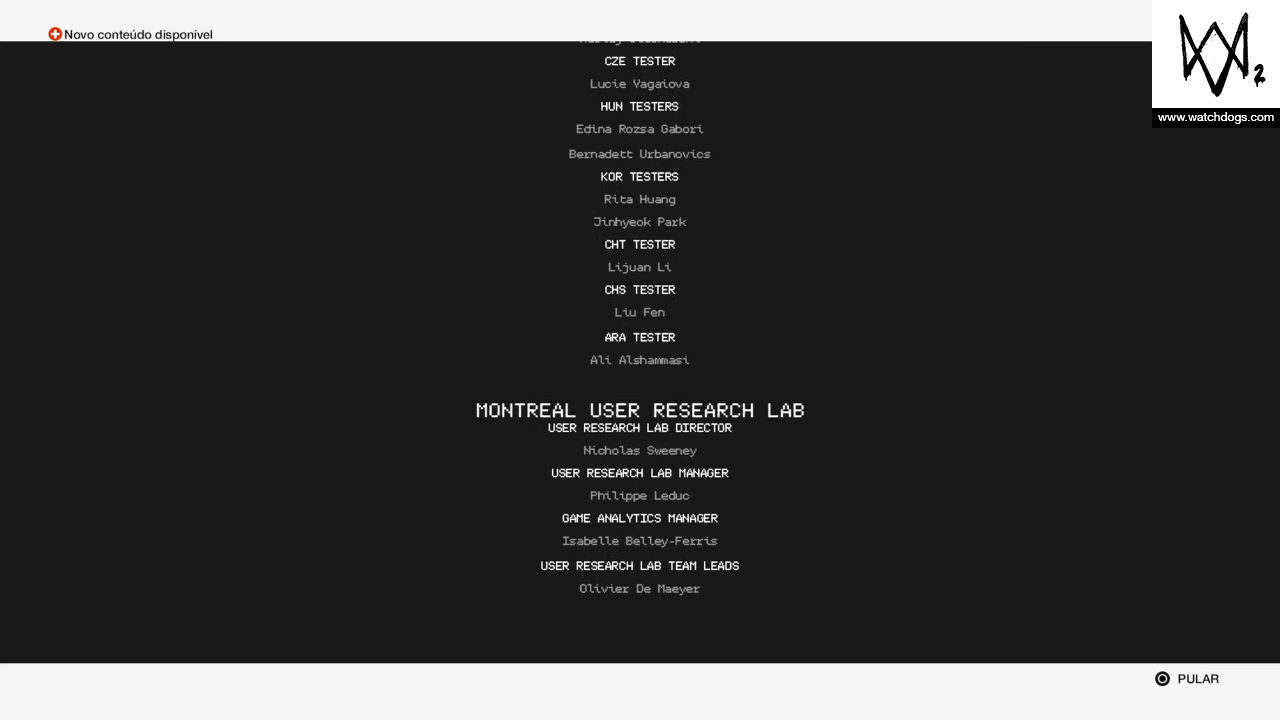 Novo conteúdo disponível
2
www.watchdogs.com
CZE TESTER
Lucie Vagaiova
HUN TESTERS
Edina Rozsa Gabori
Bernadett Urbanovics
KOR TESTERS
Rita Huang
Jinhyeok Park
CHT TESTER
Lijuan Li
CHS TESTER
Liu Fen
ARA TESTER
Ali Alshammasi
MONTREAL USER RESEARCH LAB
USER RESEARCH LAB DIRECTOR
Nicholas Sweeney
USER RESEARCH LAB MANAGER
Philippe Leduc
GAME ANALYTICS MANAGER
Isabelle Belley-Ferris
USER RESEARCH LAB TEAM LEADS
Olivier De Maeyer
PULAR